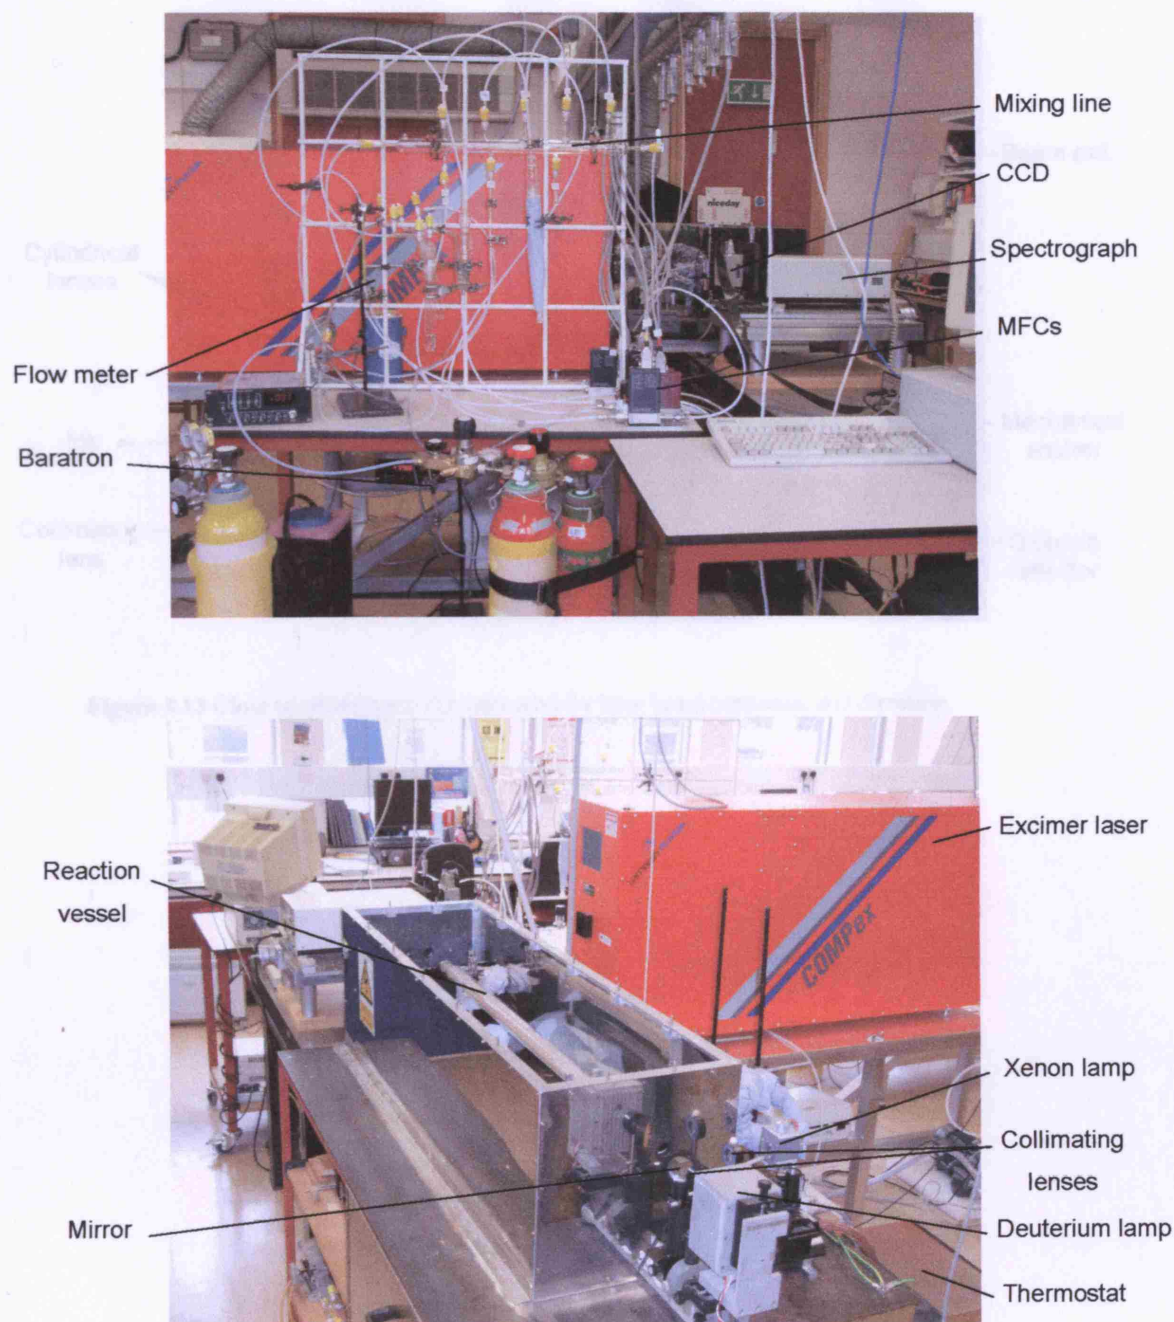 Mixing line
CCD
niceday
Spectrograph
MFCs
Flow meter
Baratron
Excimer laser
Reaction
vessel
COMPex
Xenon lamp
Collimating
lenses
Mirror
Deuterium lamp
Thermostat